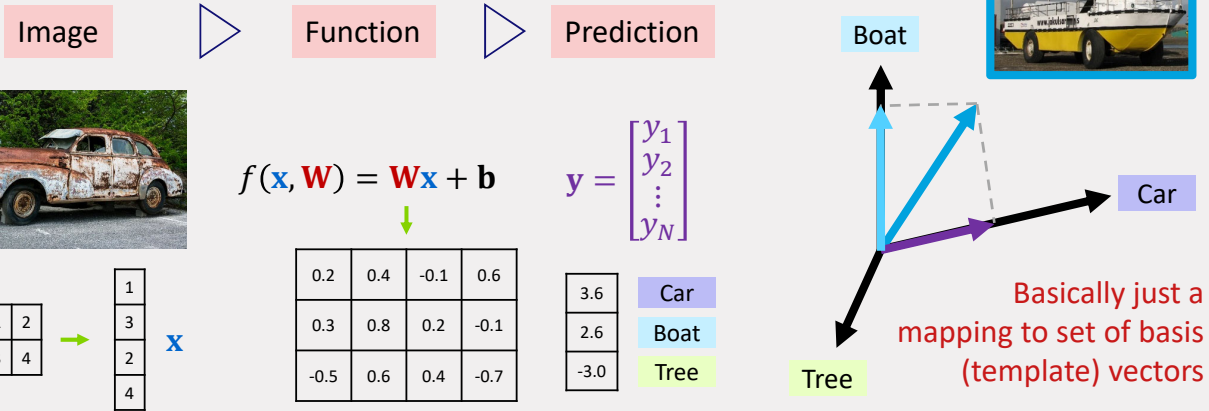 Image
Function
Prediction
Boat
Car
Tree
f(x, W) = Wx + b
y = [y₁ y₂ ⋮ y_N]
2
4
1
3
2
4
x
0.2 0.4 -0.1 0.6
0.3 0.8 0.2 -0.1
-0.5 0.6 0.4 -0.7
3.6 Car
2.6 Boat
-3.0 Tree
Basically just a
mapping to set of basis
(template) vectors